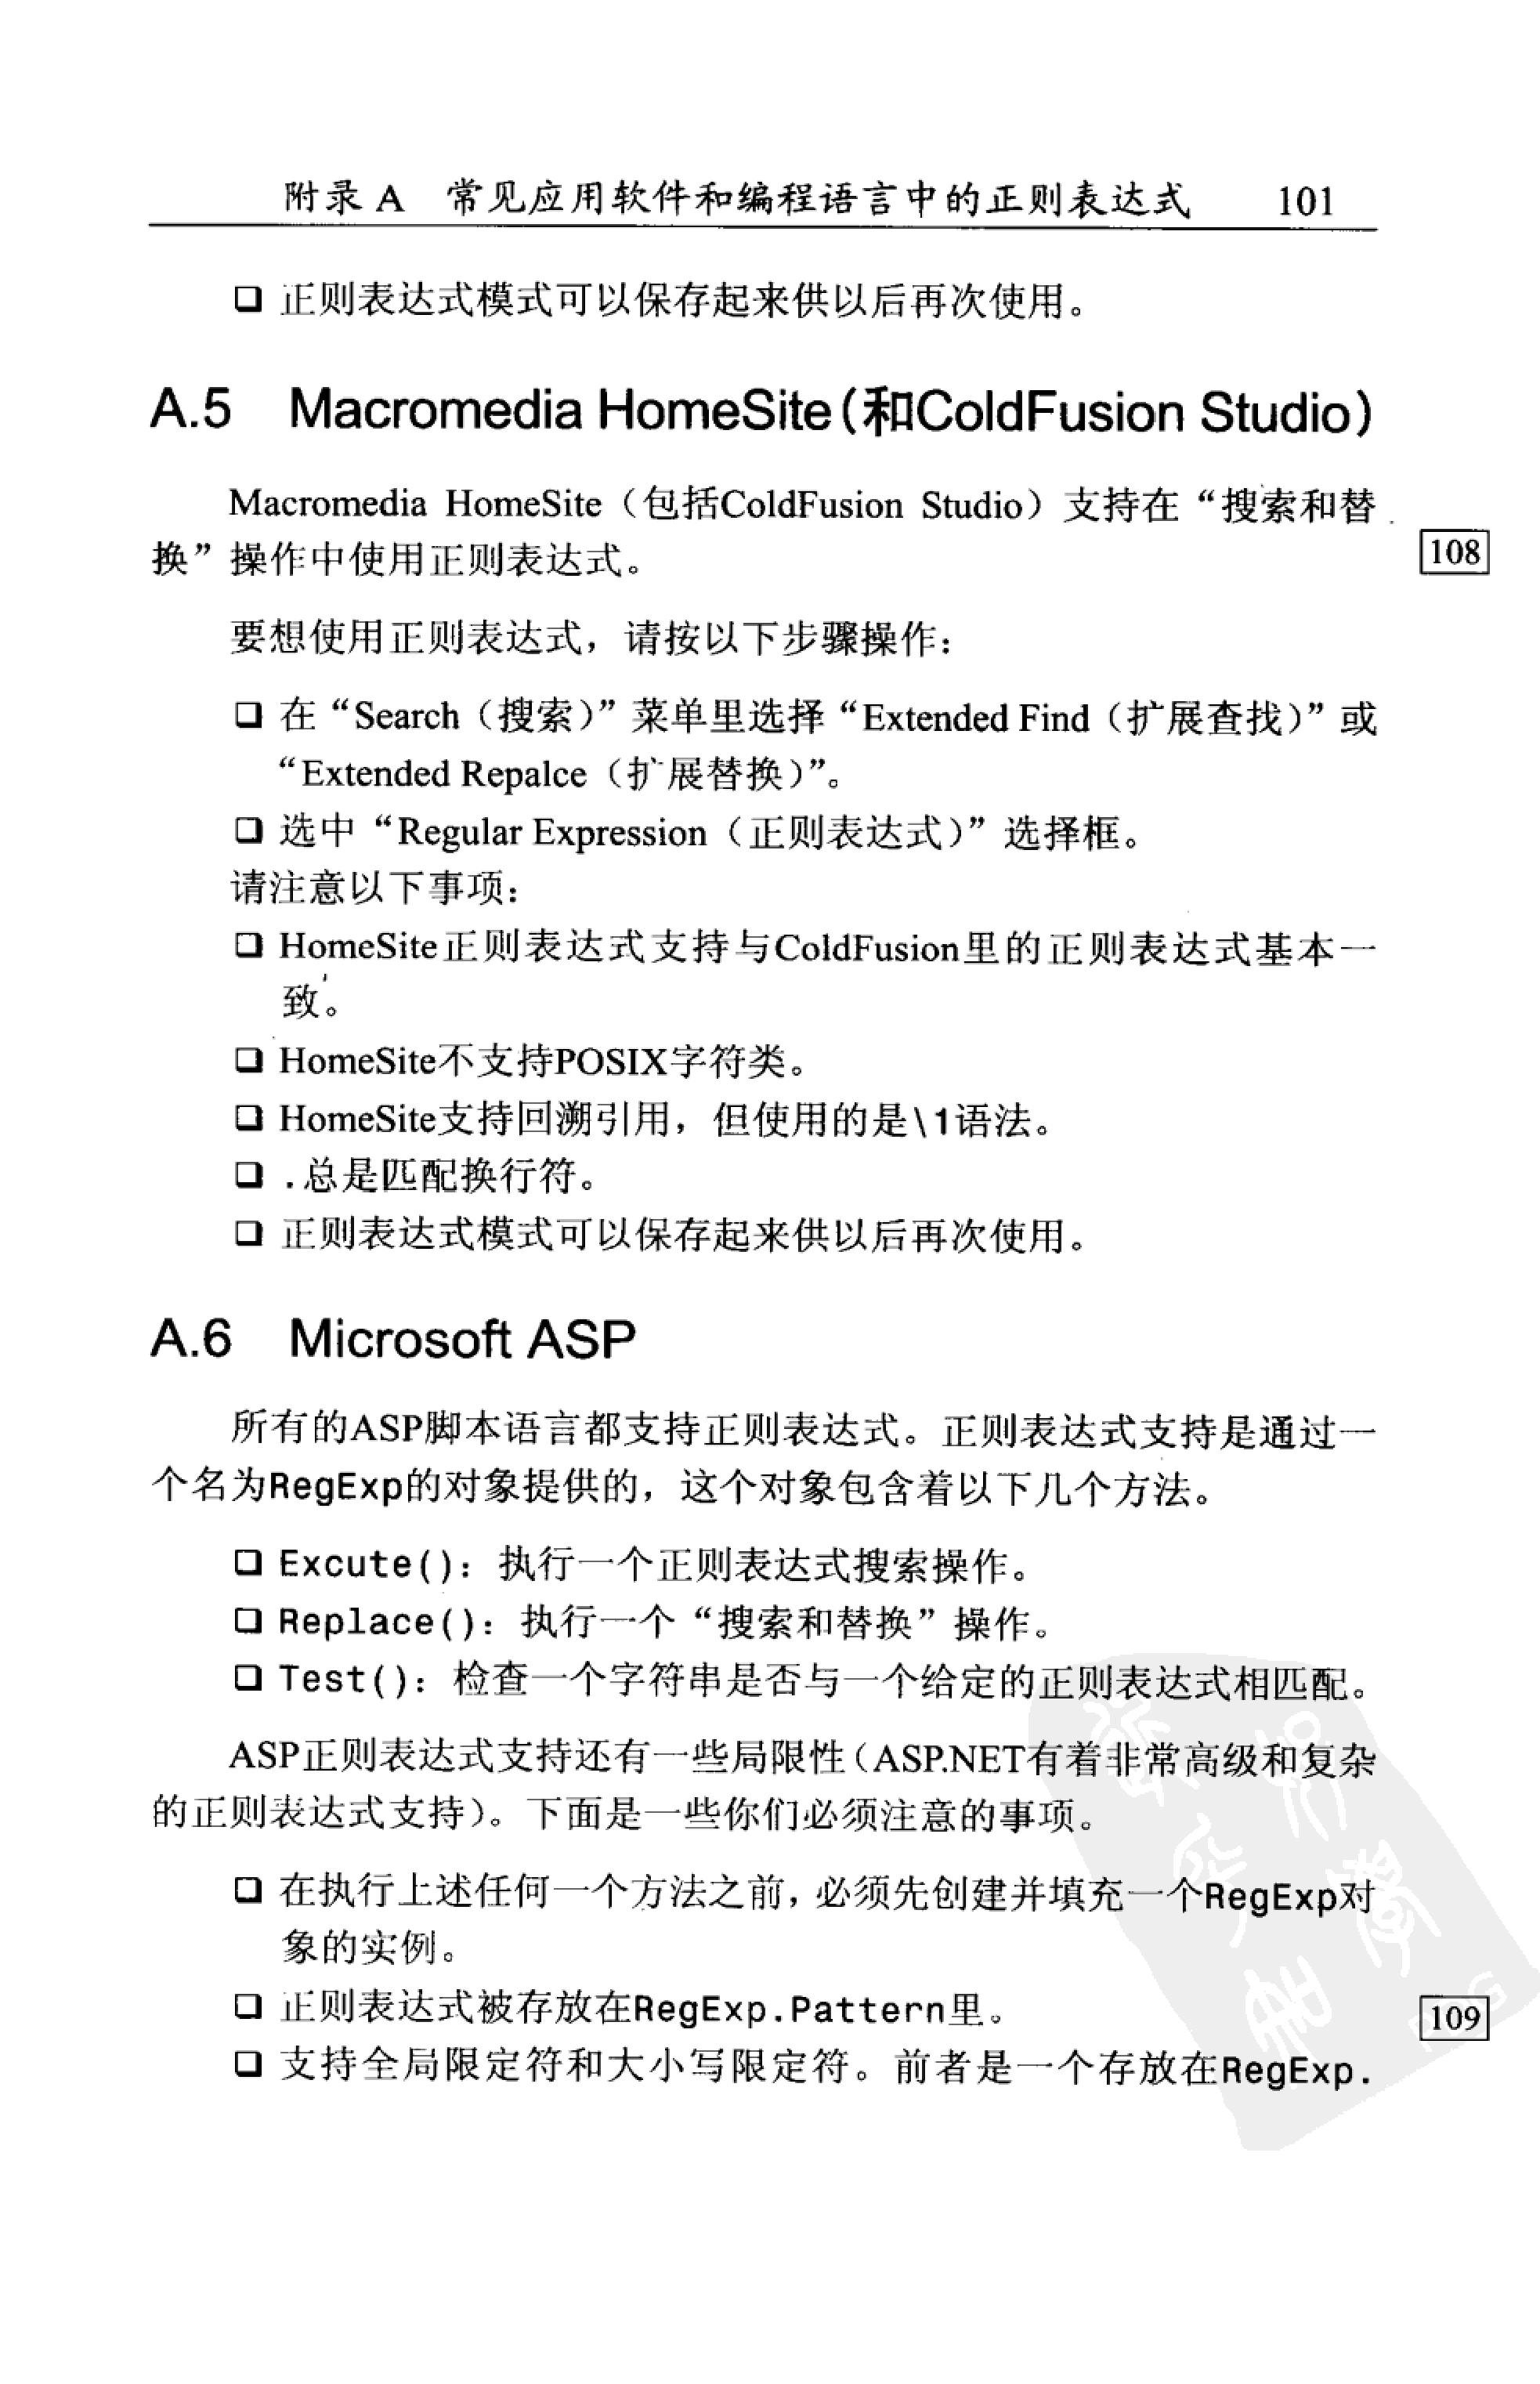 附录 A 常见应用软件和编程语言中的正则表达式 101
❑ 正则表达式模式可以保存起来供以后再次使用。
A.5 Macromedia HomeSite(和ColdFusion Studio)
Macromedia HomeSite（包括ColdFusion Studio）支持在“搜索和替
换”操作中使用正则表达式。
108
要想使用正则表达式，请按以下步骤操作：
❑ 在“Search（搜索）”菜单里选择“Extended Find（扩展查找）”或
“Extended Repalce（扩展替换）”。
❑ 选中“Regular Expression（正则表达式）”选择框。
请注意以下事项：
❑ HomeSite正则表达式支持与ColdFusion里的正则表达式基本一
致。
❑ HomeSite不支持POSIX字符类。
❑ HomeSite支持回溯引用，但使用的是\1语法。
❑ .总是匹配换行符。
❑ 正则表达式模式可以保存起来供以后再次使用。
A.6 Microsoft ASP
所有的ASP脚本语言都支持正则表达式。正则表达式支持是通过一
个名为RegExp的对象提供的，这个对象包含着以下几个方法。
❑ Excute()：执行一个正则表达式搜索操作。
❑ Replace()：执行一个“搜索和替换”操作。
❑ Test()：检查一个字符串是否与一个给定的正则表达式相匹配。
ASP正则表达式支持还有一些局限性（ASP.NET有着非常高级和复杂
的正则表达式支持）。下面是一些你们必须注意的事项。
❑ 在执行上述任何一个方法之前，必须先创建并填充一个RegExp对
象的实例。
❑ 正则表达式被存放在RegExp.Pattern里。
109
❑ 支持全局限定符和大小写限定符。前者是一个存放在RegExp.